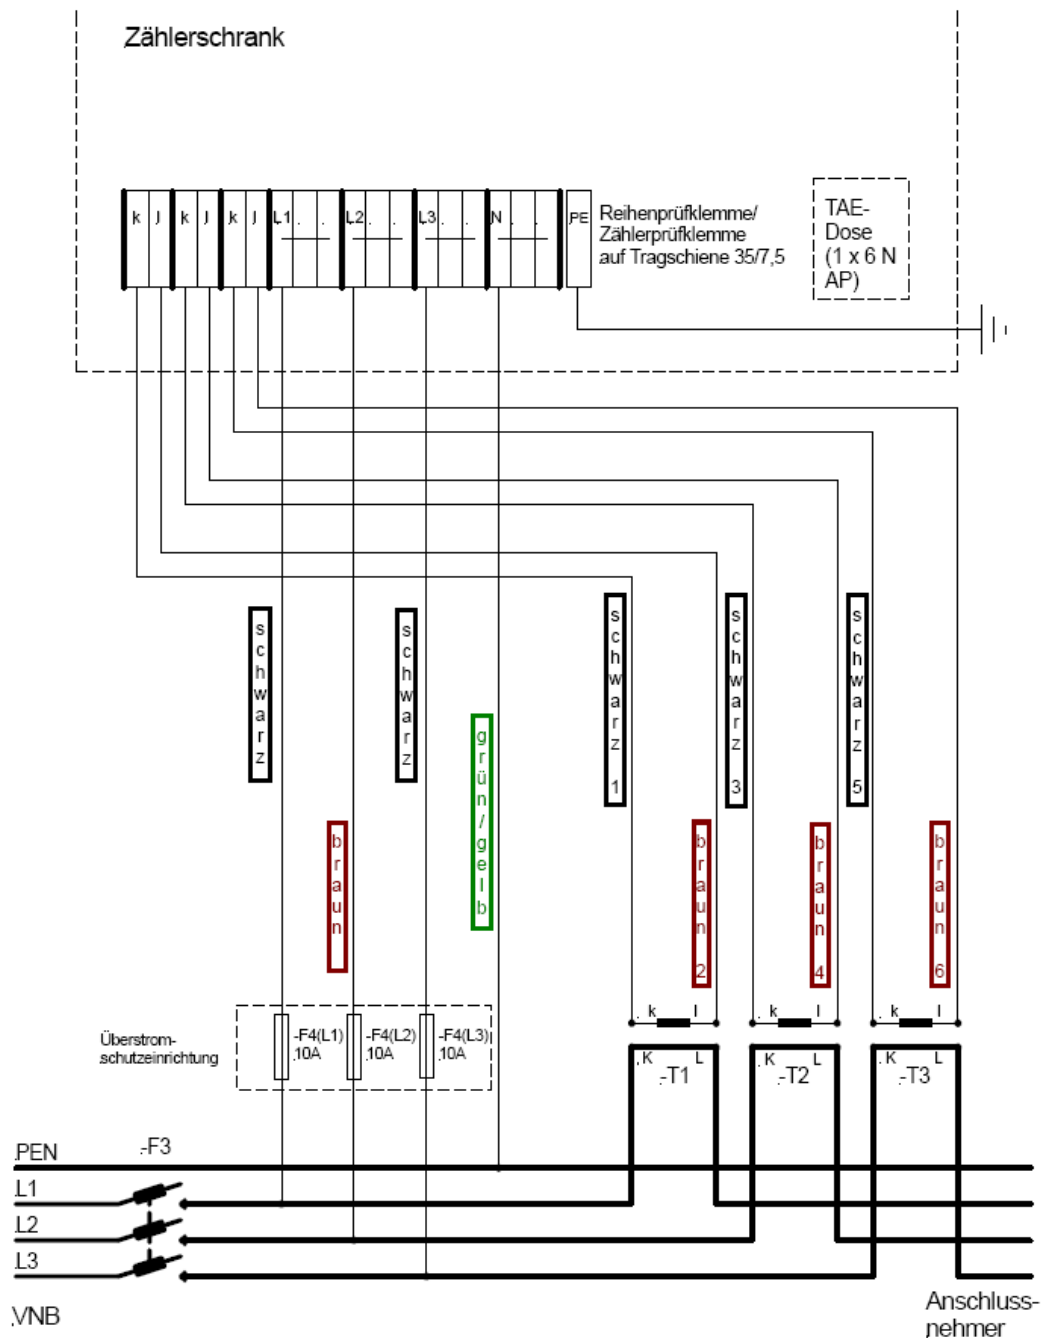 Zählerschrank
k l k l k l L1 . . L2 . . L3 . . N . . PE
Reihenprüfklemme/
Zählerprüfklemme
auf Tragschiene 35/7,5
TAE-
Dose
(1 x 6 N
AP)
schwarz
schwarz
schwarz 1
schwarz 3
schwarz 5
grün/gelb
braun
braun 2
braun 4
braun 6
k l
k l
k l
Überstrom-
schutzeinrichtung
-F4(L1)
10A
-F4(L2)
10A
-F4(L3)
10A
K L
-T1
K L
-T2
K L
-T3
PEN
-F3
L1
L2
L3
VNB
Anschluss-
nehmer